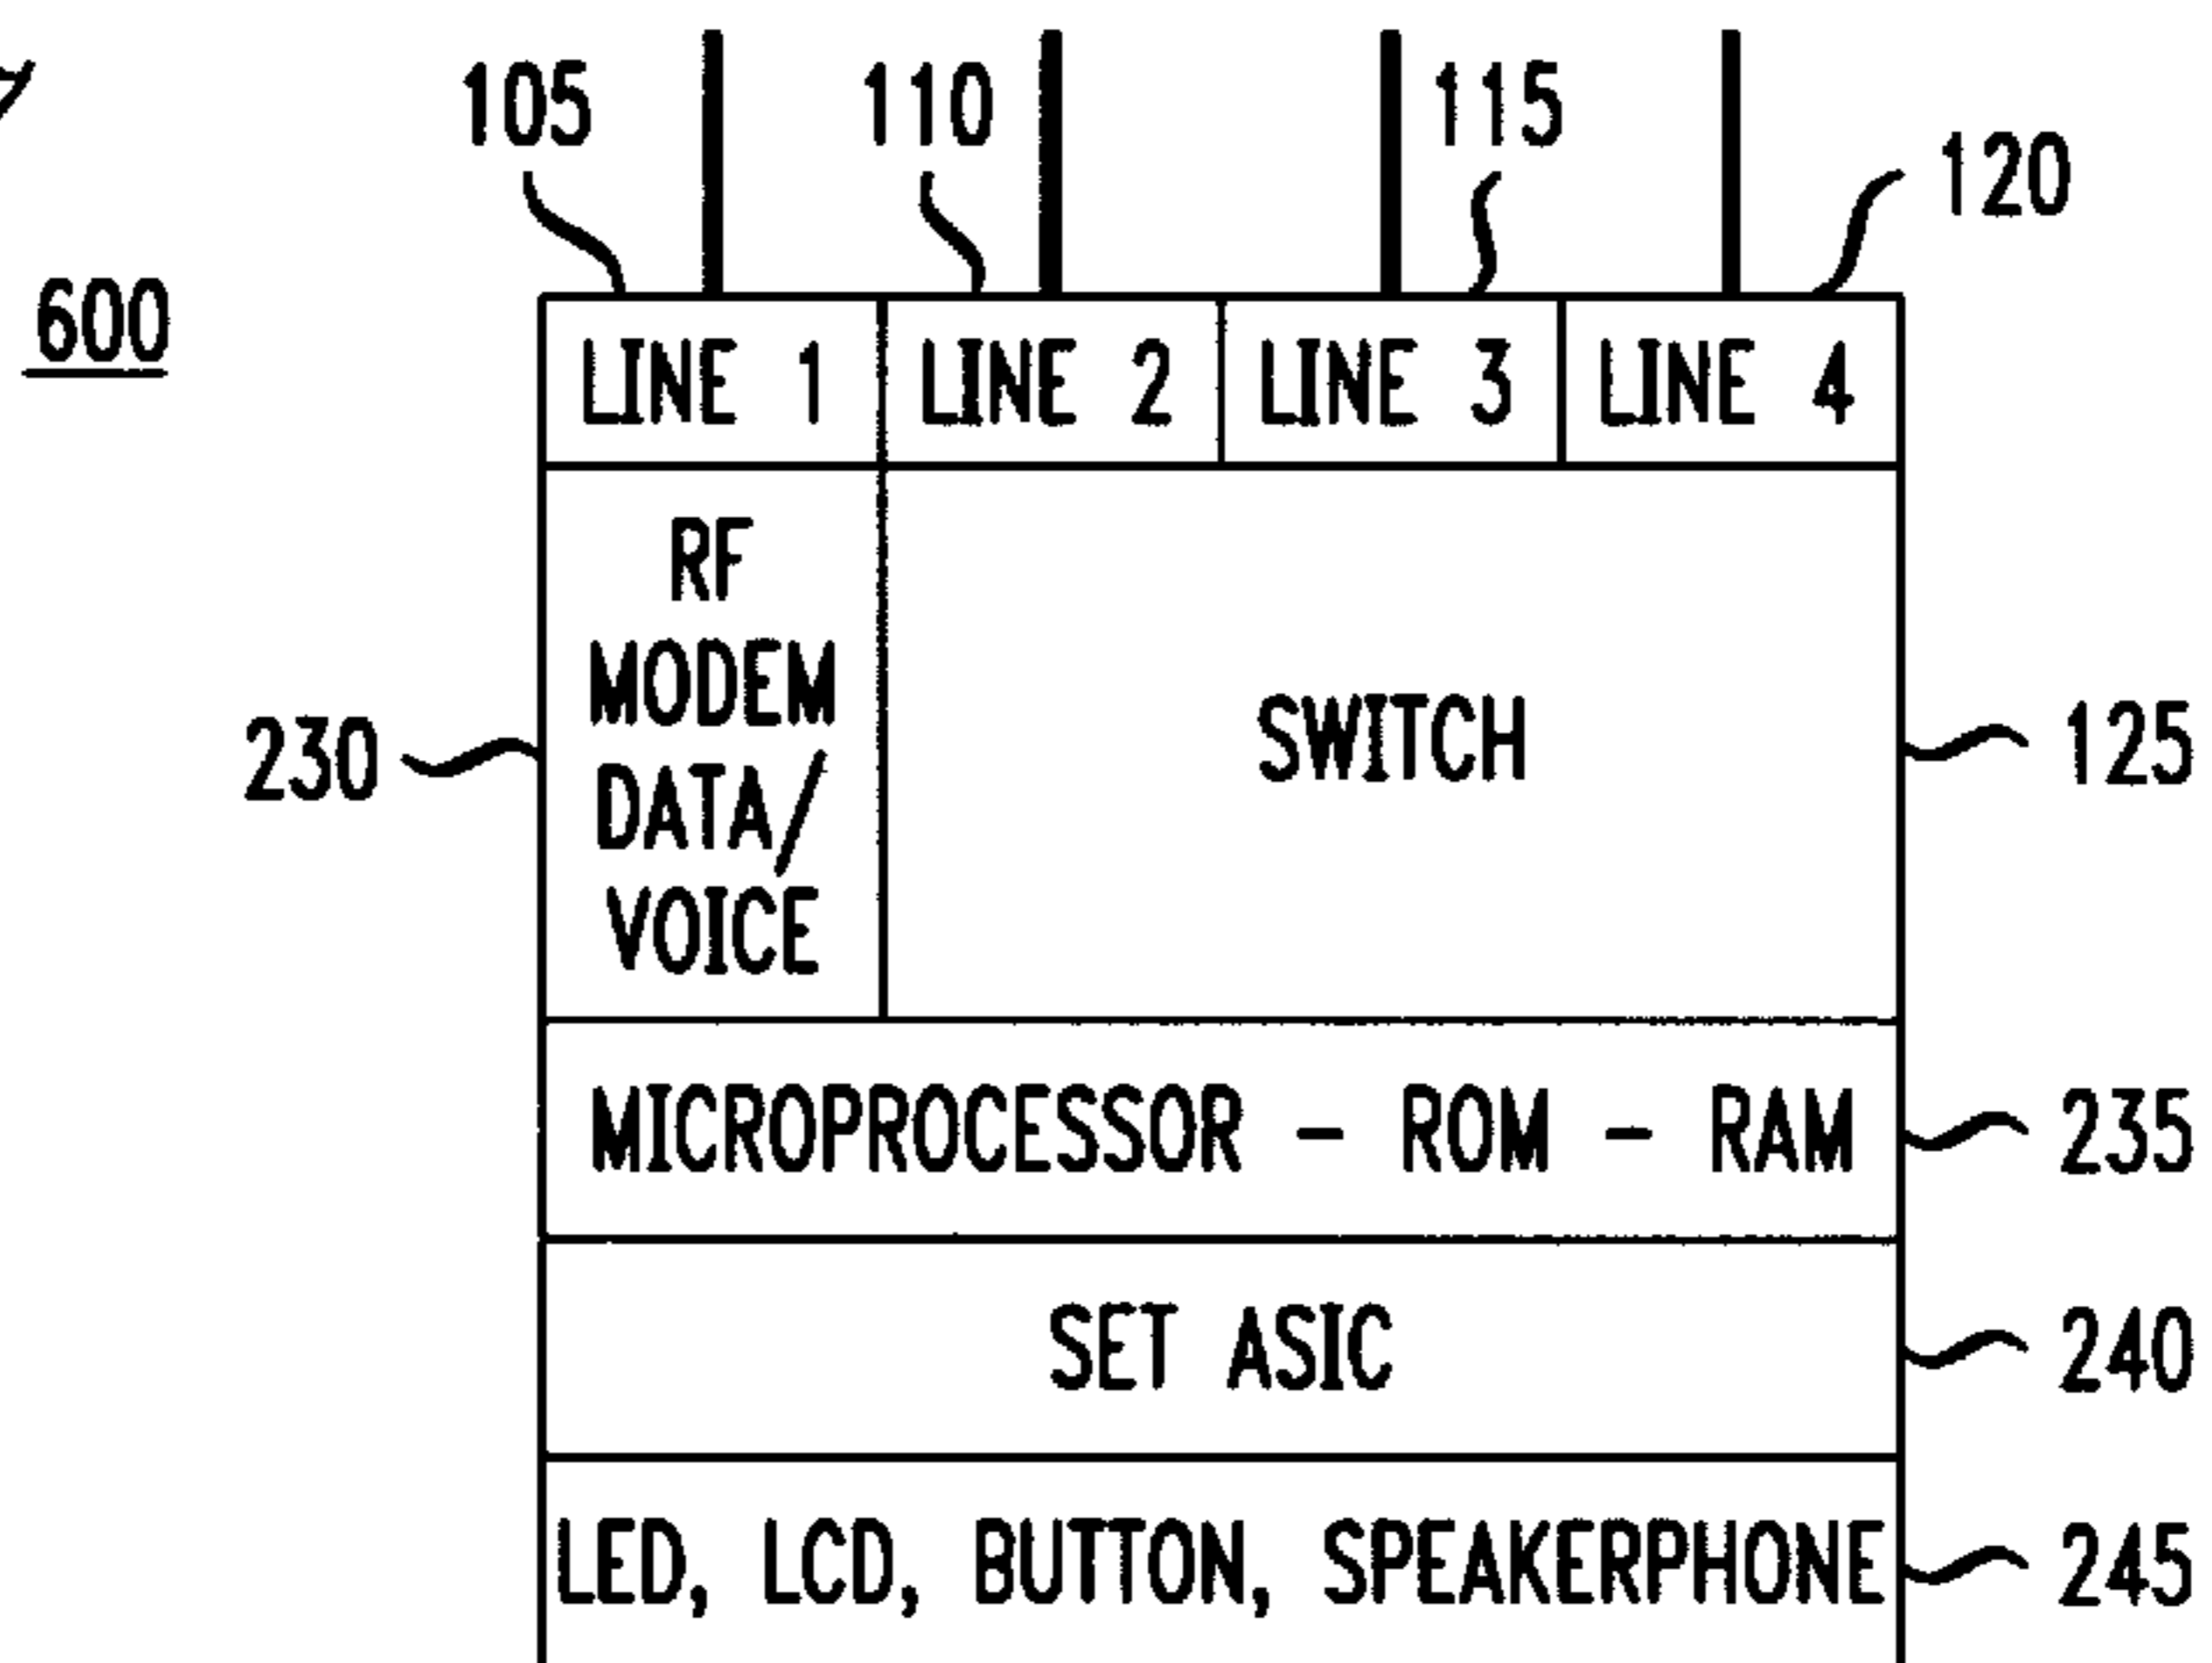 105 110 115 120
600
LINE 1 LINE 2 LINE 3 LINE 4
RF
MODEM
DATA/
VOICE
230
SWITCH
125
MICROPROCESSOR - ROM - RAM 235
SET ASIC 240
LED, LCD, BUTTON, SPEAKERPHONE 245